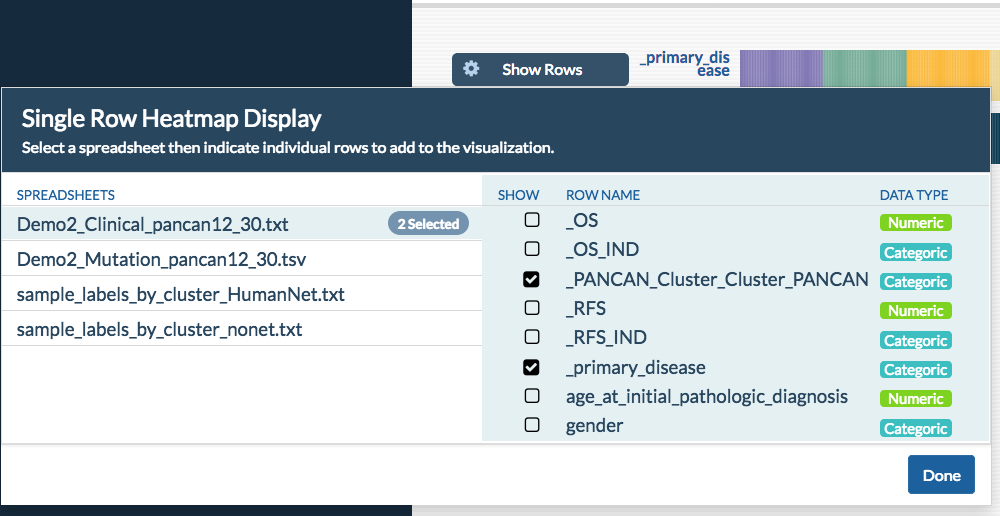 Show Rows
_primary_dis
ease
Single Row Heatmap Display
Select a spreadsheet then indicate individual rows to add to the visualization.
SPREADSHEETS
Demo2_Clinical_pancan12_30.txt 2 Selected
Demo2_Mutation_pancan12_30.tsv
sample_labels_by_cluster_HumanNet.txt
sample_labels_by_cluster_nonet.txt
SHOW ROW NAME DATA TYPE
_OS Numeric
_OS_IND Categoric
_PANCAN_Cluster_Cluster_PANCAN Categoric
_RFS Numeric
_RFS_IND Categoric
_primary_disease Categoric
age_at_initial_pathologic_diagnosis Numeric
gender Categoric
Done